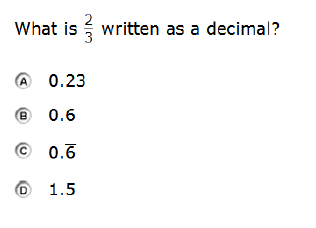 What is 2/3 written as a decimal?
A 0.23
B 0.6
C 0.6̅
D 1.5